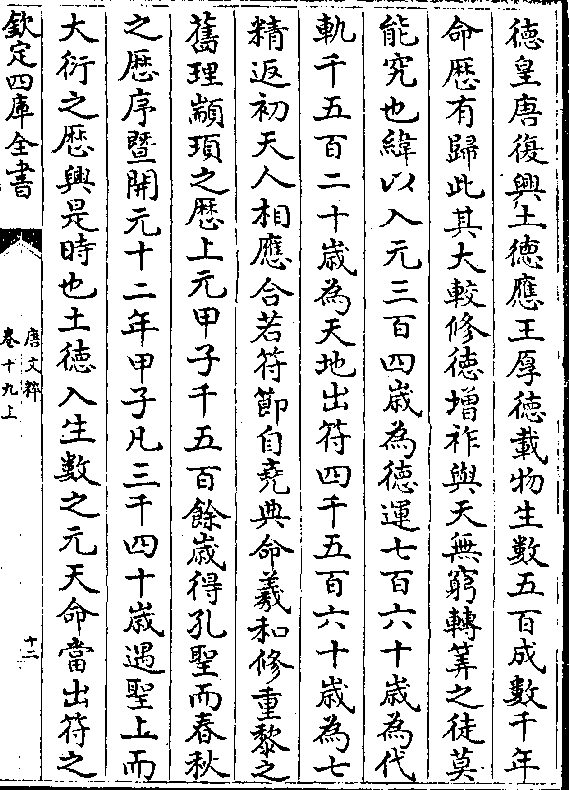 德皇唐復興土德應王厚德載物生數五百成數千年
命厯有歸此其大較修德增祚與天無窮轉筭之徒莫
能究也緯以入元三百四歲為德運七百六十歲為代
軌千五百二十歲為天地出符四千五百六十歲為七
精返初天人相應合若符節自堯典命羲和修重黎之
舊理顓頊之厯上元甲子千五百餘歲得孔聖而春秋
之厯序暨開元十二年甲子凡三千四十歲遇聖上而
大衍之厯興是時也土徳入生數之元天命當出符之
欽定四庫全書
唐文粹
卷十九上
十二